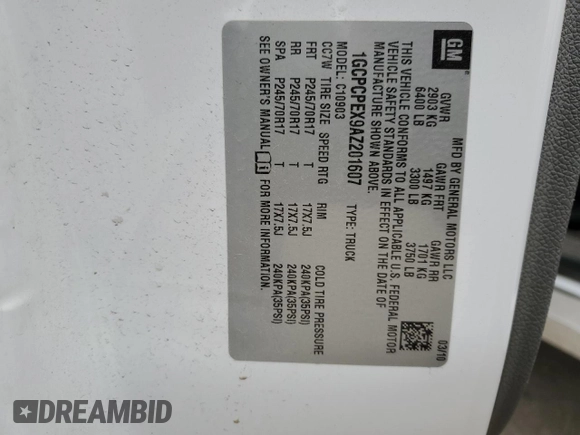 GM
MFD BY GENERAL MOTORS LLC
03/10
GVWR GAWR FRT GAWR RR
2903 KG 1497 KG 1701 KG
6400 LB 3300 LB 3750 LB
THIS VEHICLE CONFORMS TO ALL APPLICABLE U.S. FEDERAL MOTOR
VEHICLE SAFETY STANDARDS IN EFFECT ON THE DATE OF
MANUFACTURE SHOWN ABOVE.
1GCPCPEX9AZ201607 TYPE: TRUCK
MODEL: C10903
CC7W TIRE SIZE SPEED RTG RIM COLD TIRE PRESSURE
FRT P245/70R17 T 17X7.5J 240KPA(35PSI)
RR P245/70R17 T 17X7.5J 240KPA(35PSI)
SPA P245/70R17 T 17X7.5J 240KPA(35PSI)
SEE OWNER'S MANUAL FOR MORE INFORMATION.
DREAMBID